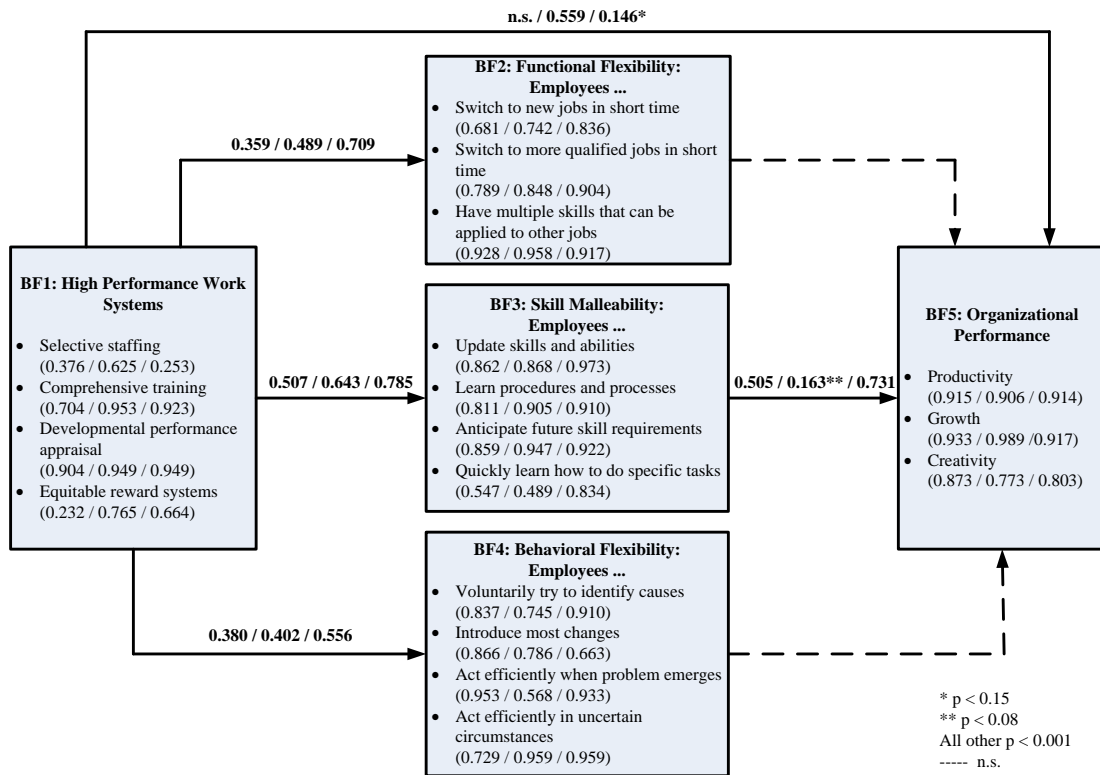 n.s. / 0.559 / 0.146*
BF2: Functional Flexibility:
Employees ...
• Switch to new jobs in short time
(0.681 / 0.742 / 0.836)
• Switch to more qualified jobs in short
time
(0.789 / 0.848 / 0.904)
• Have multiple skills that can be
applied to other jobs
(0.928 / 0.958 / 0.917)
0.359 / 0.489 / 0.709
BF1: High Performance Work
Systems
• Selective staffing
(0.376 / 0.625 / 0.253)
• Comprehensive training
(0.704 / 0.953 / 0.923)
• Developmental performance
appraisal
(0.904 / 0.949 / 0.949)
• Equitable reward systems
(0.232 / 0.765 / 0.664)
0.507 / 0.643 / 0.785
BF3: Skill Malleability:
Employees ...
• Update skills and abilities
(0.862 / 0.868 / 0.973)
• Learn procedures and processes
(0.811 / 0.905 / 0.910)
• Anticipate future skill requirements
(0.859 / 0.947 / 0.922)
• Quickly learn how to do specific tasks
(0.547 / 0.489 / 0.834)
0.505 / 0.163** / 0.731
BF5: Organizational
Performance
• Productivity
(0.915 / 0.906 / 0.914)
• Growth
(0.933 / 0.989 /0.917)
• Creativity
(0.873 / 0.773 / 0.803)
0.380 / 0.402 / 0.556
BF4: Behavioral Flexibility:
Employees ...
• Voluntarily try to identify causes
(0.837 / 0.745 / 0.910)
• Introduce most changes
(0.866 / 0.786 / 0.663)
• Act efficiently when problem emerges
(0.953 / 0.568 / 0.933)
• Act efficiently in uncertain
circumstances
(0.729 / 0.959 / 0.959)
* p < 0.15
** p < 0.08
All other p < 0.001
----- n.s.